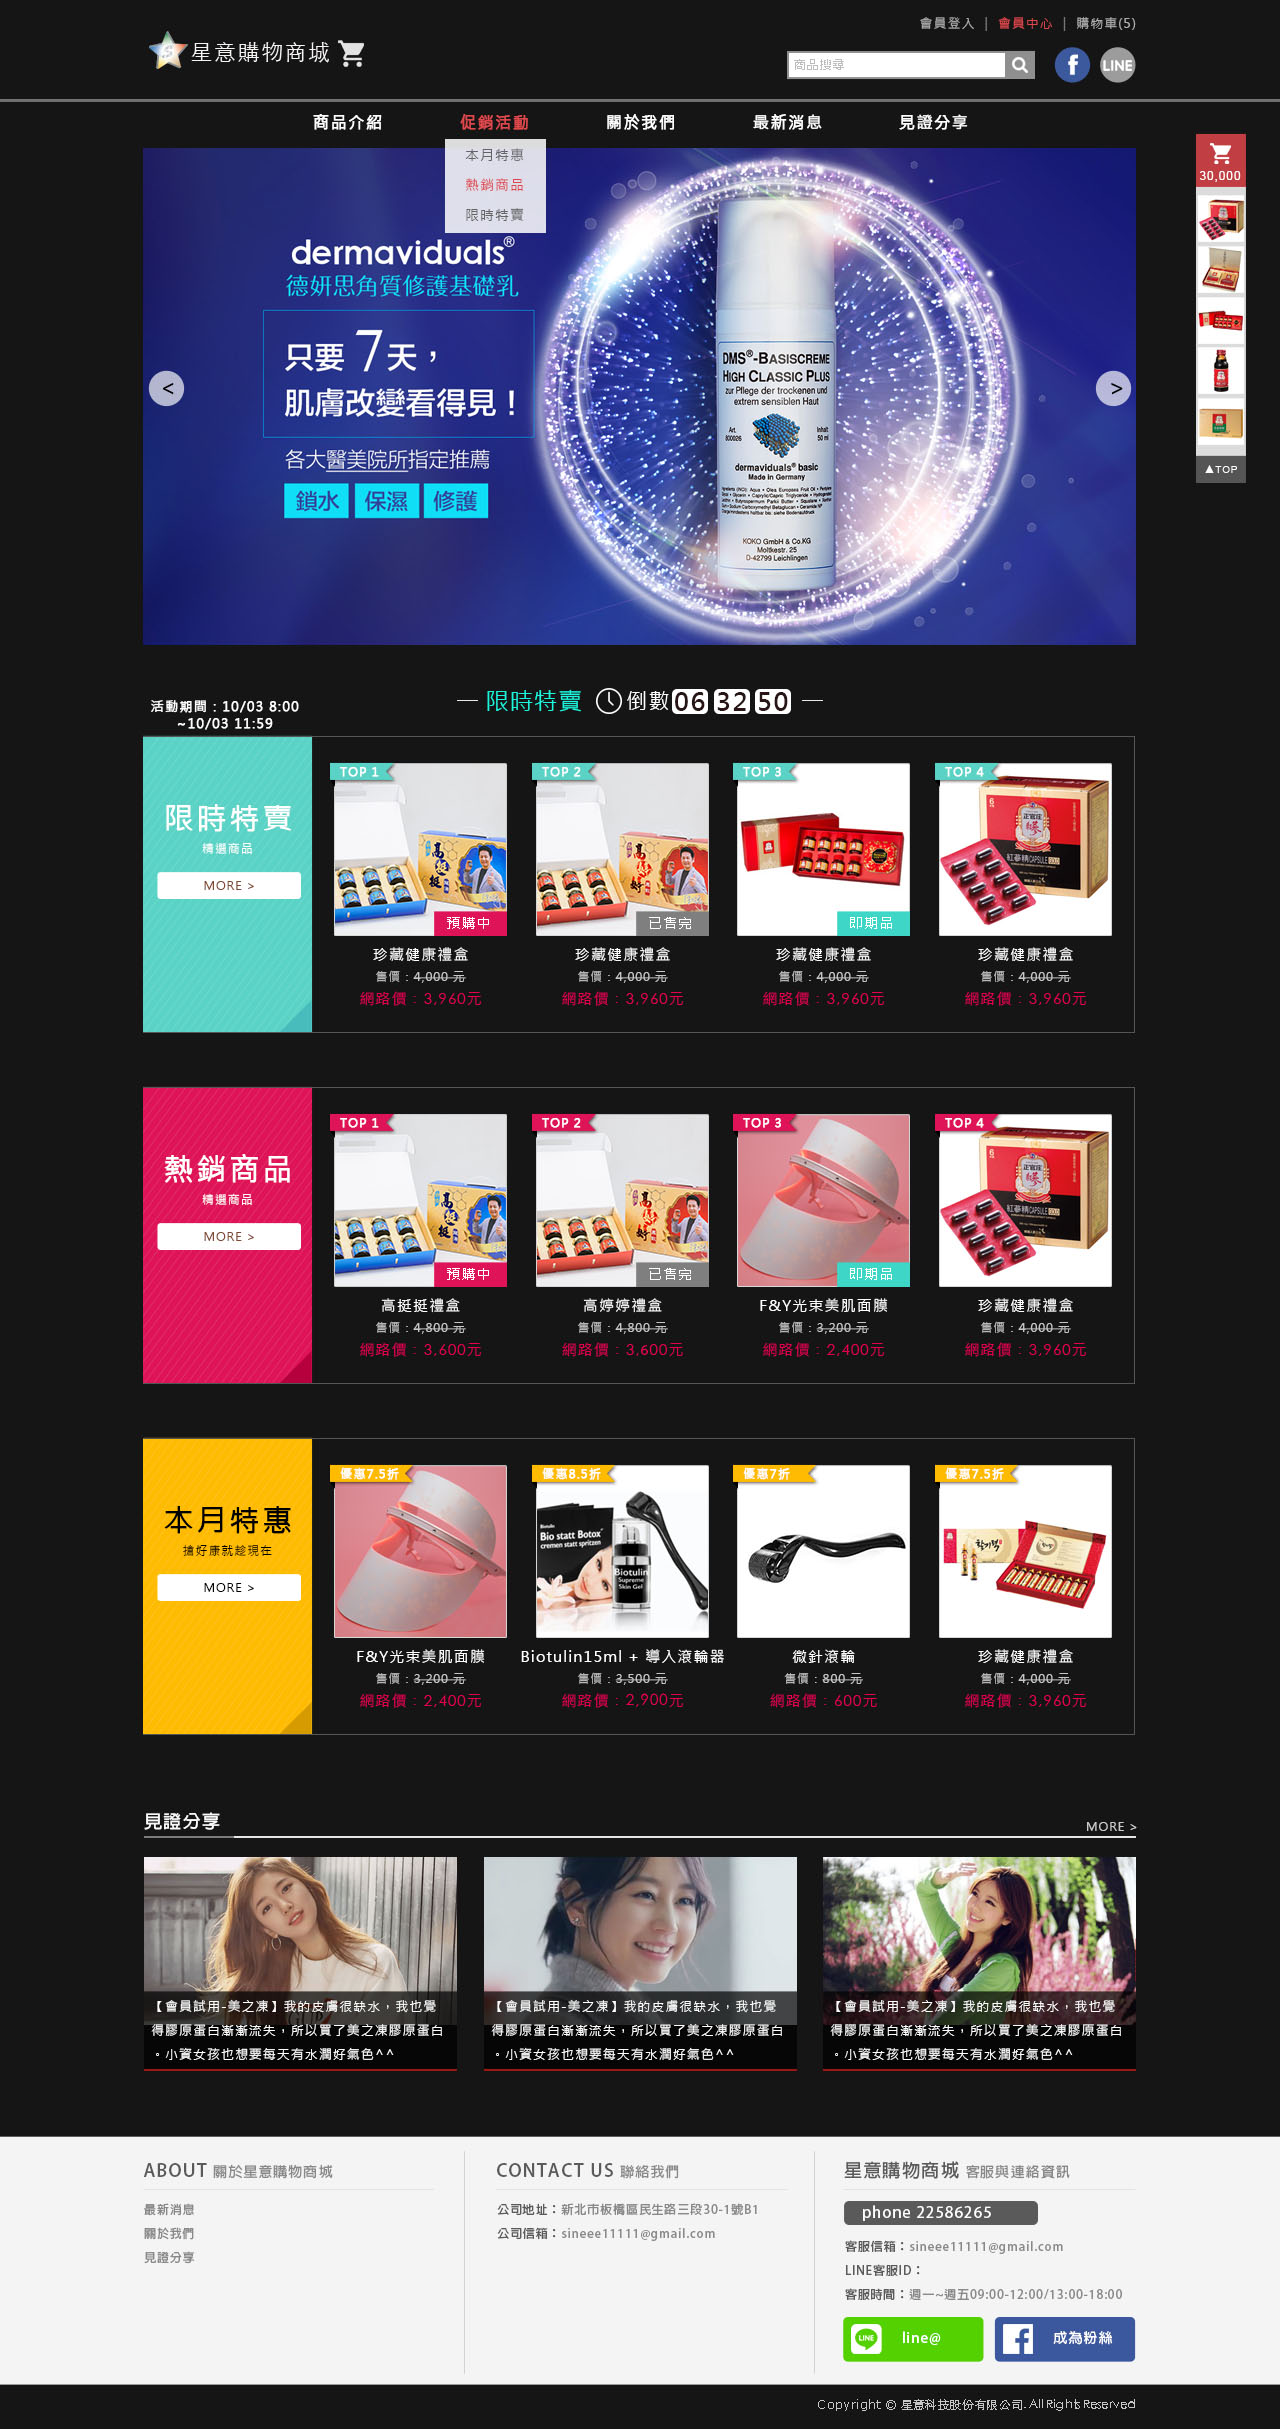 會員登入 | 會員中心 | 購物車(5)
星意購物商城
商品搜尋
LINE
商品介紹
促銷活動
關於我們
最新消息
見證分享
本月特惠
熱銷商品
限時特賣
30,000
▲TOP
dermaviduals®
德妍思角質修護基礎乳
只要 7 天，
肌膚改變看得見！
各大醫美院所指定推薦
鎖水 保濕 修護
<
>
DMS®-BASISCREME
HIGH CLASSIC PLUS
zur Pflege der trockenen und
extrem sensiblen Haut
Art. 800026
Inhalt 50 ml
dermaviduals® basic
Made in Germany
KOKO GmbH & Co.KG
Moltkestr. 25
D-42799 Leichlingen
活動期間：10/03 8:00
~10/03 11:59
限時特賣 倒數 06 32 50
限時特賣
精選商品
MORE >
TOP 1
TOP 2
TOP 3
TOP 4
預購中
已售完
即期品
珍藏健康禮盒
售價：4,000 元
網路價：3,960元
珍藏健康禮盒
售價：4,000 元
網路價：3,960元
珍藏健康禮盒
售價：4,000 元
網路價：3,960元
珍藏健康禮盒
售價：4,000 元
網路價：3,960元
熱銷商品
精選商品
MORE >
TOP 1
TOP 2
TOP 3
TOP 4
預購中
已售完
即期品
高挺挺禮盒
售價：4,800 元
網路價：3,600元
高婷婷禮盒
售價：4,800 元
網路價：3,600元
F&Y光束美肌面膜
售價：3,200 元
網路價：2,400元
珍藏健康禮盒
售價：4,000 元
網路價：3,960元
本月特惠
搶好康就趁現在
MORE >
優惠7.5折
優惠8.5折
優惠7折
優惠7.5折
Biotulin
Bio statt Botox
cremen statt spritzen
Biotulin
Supreme
Skin Gel
F&Y光束美肌面膜
售價：3,200 元
網路價：2,400元
Biotulin15ml + 導入滾輪器
售價：3,500 元
網路價：2,900元
微針滾輪
售價：800 元
網路價：600元
珍藏健康禮盒
售價：4,000 元
網路價：3,960元
見證分享
MORE >
【會員試用-美之凍】我的皮膚很缺水，我也覺
得膠原蛋白漸漸流失，所以買了美之凍膠原蛋白
。小資女孩也想要每天有水潤好氣色^^
【會員試用-美之凍】我的皮膚很缺水，我也覺
得膠原蛋白漸漸流失，所以買了美之凍膠原蛋白
。小資女孩也想要每天有水潤好氣色^^
【會員試用-美之凍】我的皮膚很缺水，我也覺
得膠原蛋白漸漸流失，所以買了美之凍膠原蛋白
。小資女孩也想要每天有水潤好氣色^^
ABOUT 關於星意購物商城
最新消息
關於我們
見證分享
CONTACT US 聯絡我們
公司地址：新北市板橋區民生路三段30-1號B1
公司信箱：sineee11111@gmail.com
星意購物商城 客服與連絡資訊
phone 22586265
客服信箱：sineee11111@gmail.com
LINE客服ID：
客服時間：週一~週五09:00-12:00/13:00-18:00
LINE line@
成為粉絲
Copyright © 星意科技股份有限公司. All Rights Reserved